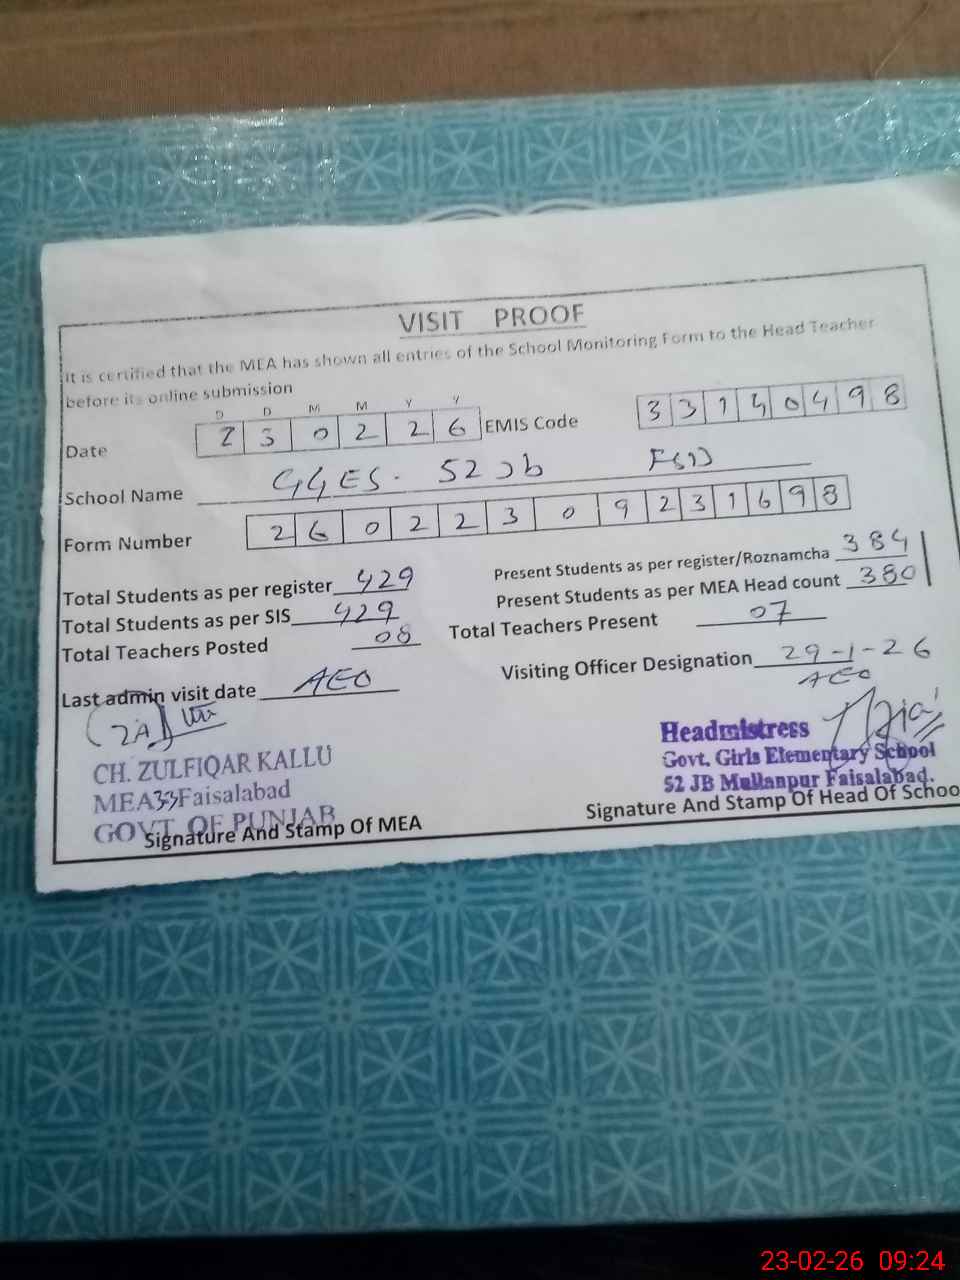 VISIT PROOF
It is certified that the MEA has shown all entries of the School Monitoring Form to the Head Teacher
before its online submission
D D M M Y Y
Date 2 3 0 2 2 6 EMIS Code 3 3 1 4 0 4 9 8
School Name GGES. 52 Jb FSD
Form Number 2 6 0 2 2 3 0 9 2 3 1 6 9 8
Total Students as per register 429 Present Students as per register/Roznamcha 384
Total Students as per SIS 429 Present Students as per MEA Head count 380
Total Teachers Posted 08 Total Teachers Present 07
Last admin visit date AEO Visiting Officer Designation 29-1-26
AEO
CH. ZULFIQAR KALLU
MEA 33 Faisalabad
GOVT OF PUNJAB
Signature And Stamp Of MEA
Headmistress
Govt. Girls Elementary School
52 JB Mullanpur Faisalabad.
Signature And Stamp Of Head Of Schoo
23-02-26 09:24